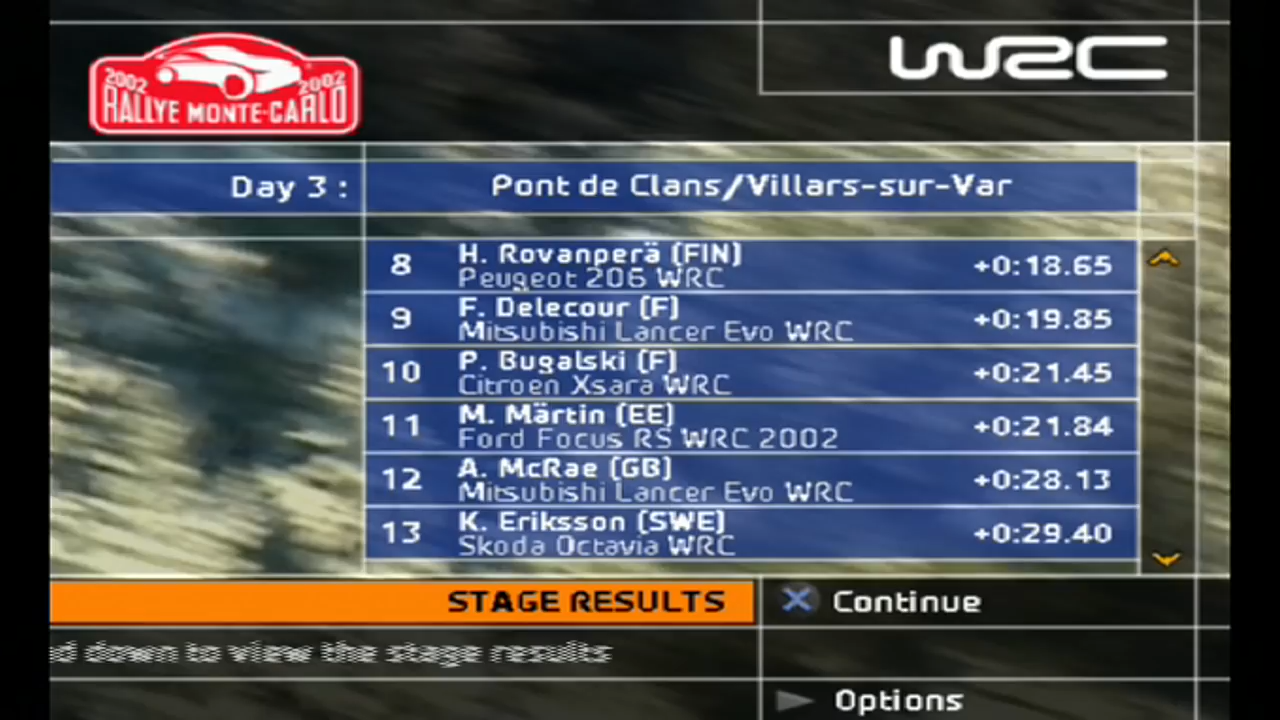 2002 2002
RALLYE MONTE-CARLO
WRC
Day 3 :
Pont de Clans/Villars-sur-Var
8 H. Rovanperä (FIN) +0:18.65
Peugeot 206 WRC
9 F. Delecour (F) +0:19.85
Mitsubishi Lancer Evo WRC
10 P. Bugalski (F) +0:21.45
Citroen Xsara WRC
11 M. Märtin (EE) +0:21.84
Ford Focus RS WRC 2002
12 A. McRae (GB) +0:28.13
Mitsubishi Lancer Evo WRC
13 K. Eriksson (SWE) +0:29.40
Skoda Octavia WRC
STAGE RESULTS
Continue
d down to view the stage results
Options